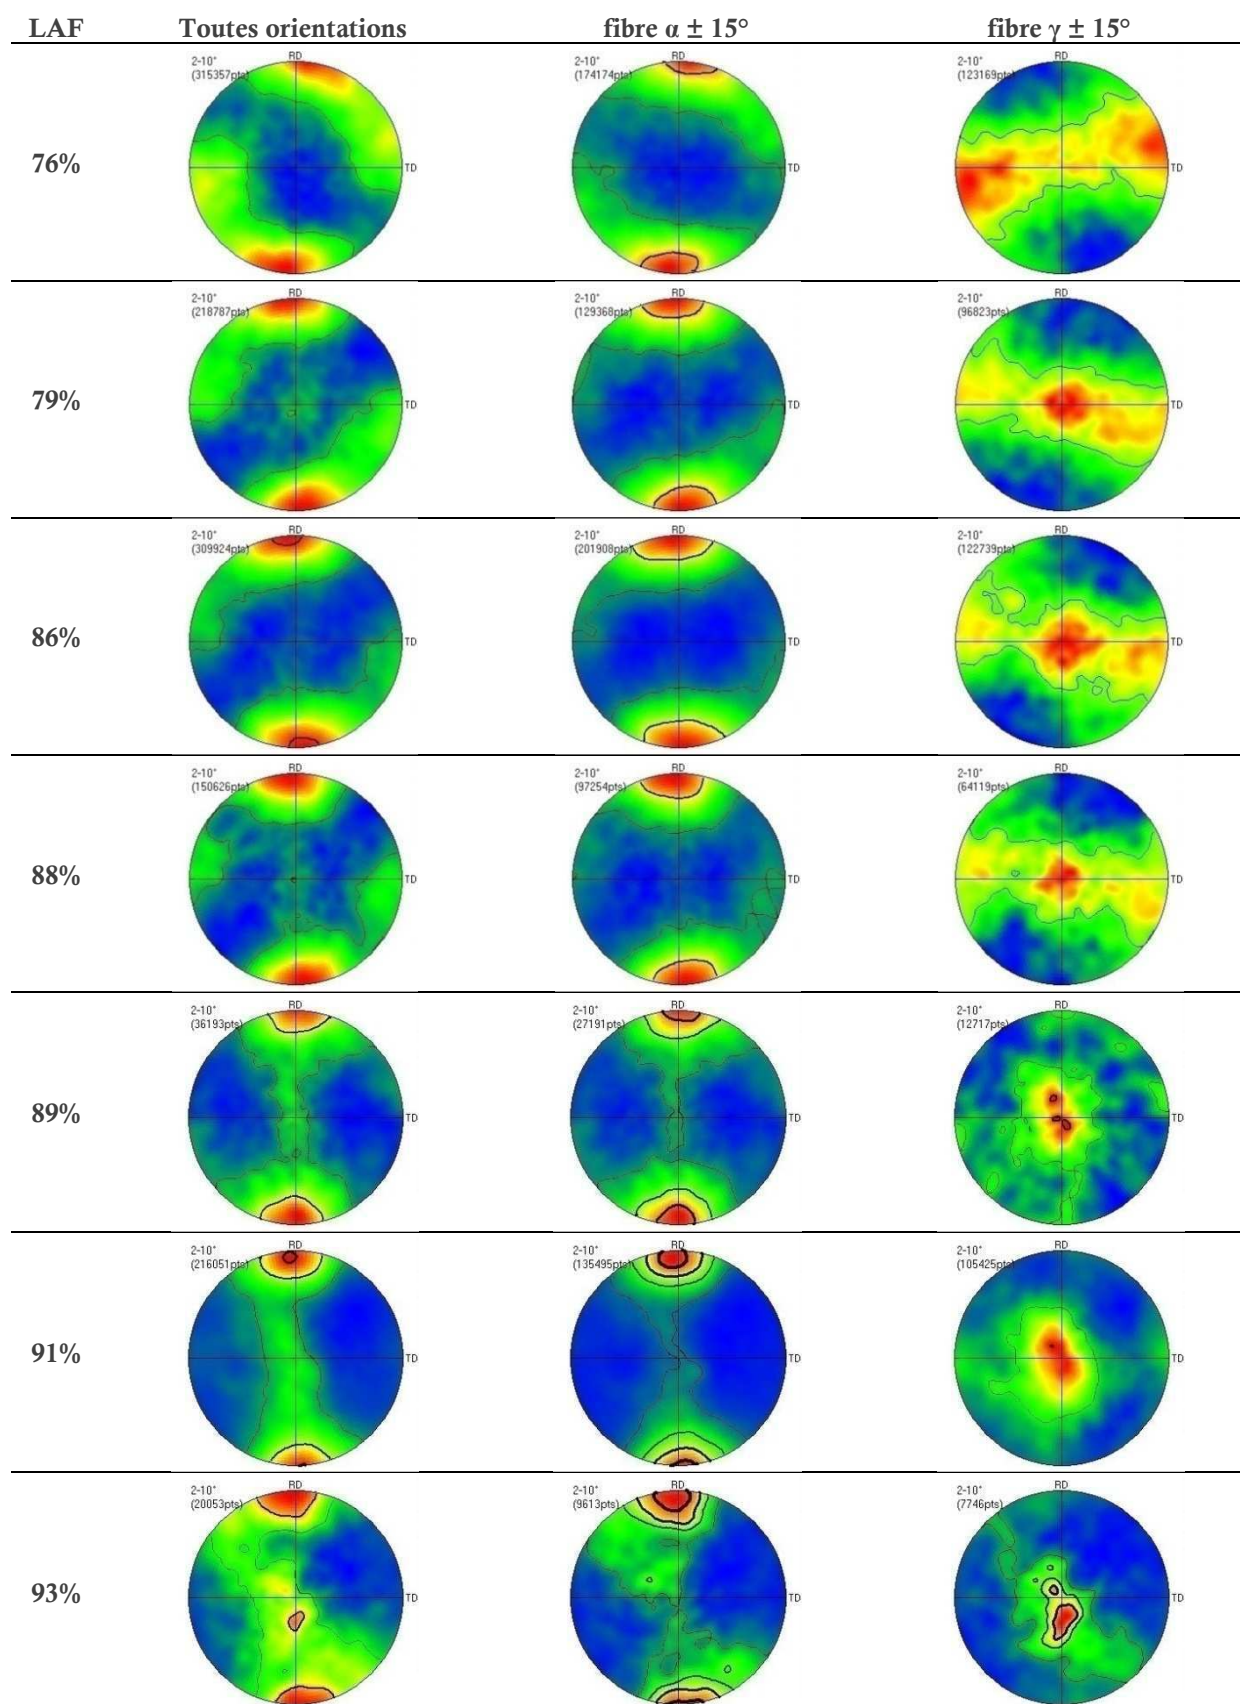 LAF Toutes orientations fibre α ± 15° fibre γ ± 15°
RD RD RD
2-10° 2-10° 2-10°
(315357pts) (174174pts) (123169pts)
76% TD TD TD
RD RD RD
2-10° 2-10° 2-10°
(218787pts) (129368pts) (96823pts)
79% TD TD TD
RD RD RD
2-10° 2-10° 2-10°
(309924pts) (201908pts) (122739pts)
86% TD TD TD
RD RD RD
2-10° 2-10° 2-10°
(150626pts) (97254pts) (64119pts)
88% TD TD TD
RD RD RD
2-10° 2-10° 2-10°
(36193pts) (27191pts) (12717pts)
89% TD TD TD
RD RD RD
2-10° 2-10° 2-10°
(216051pts) (135495pts) (105425pts)
91% TD TD TD
RD RD RD
2-10° 2-10° 2-10°
(20053pts) (9613pts) (7746pts)
93% TD TD TD